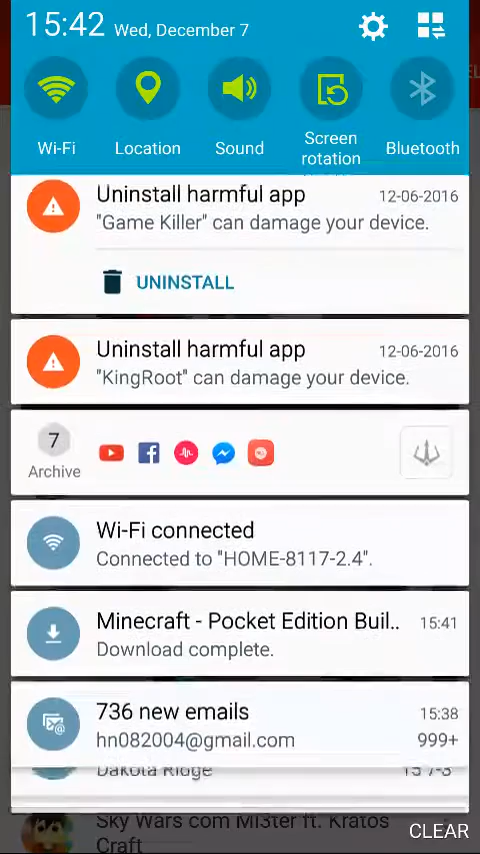 15:42 Wed, December 7
Wi-Fi
Location
Sound
Screen
rotation
Bluetooth
Uninstall harmful app 12-06-2016
"Game Killer" can damage your device.
UNINSTALL
Uninstall harmful app 12-06-2016
"KingRoot" can damage your device.
7
Archive
Wi-Fi connected
Connected to "HOME-8117-2.4".
Minecraft - Pocket Edition Buil.. 15:41
Download complete.
736 new emails 15:38
hn082004@gmail.com 999+
Dakota Ridge
Sky Wars com Mi3ter ft. Kratos
Craft
CLEAR